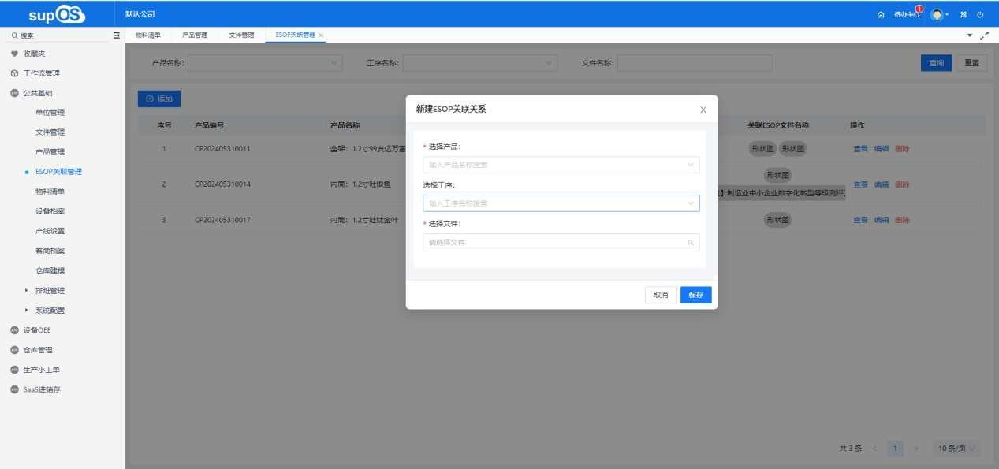 supOS 默认公司 待办中心 1
搜索 物料清单 产品管理 文件管理 ESOP关联管理
收藏夹
工作流管理
公共基础
单位管理
文件管理
产品管理
ESOP关联管理
物料清单
设备档案
产线设置
客商档案
仓库建模
排班管理
系统配置
设备OEE
仓库管理
生产小工单
SaaS进销存
产品名称: 工序名称: 文件名称: 查询 重置
添加
序号 产品编号 产品名称 关联ESOP文件名称 操作
1 CP202405310011 盆架：1.2寸99发亿万富 形状图 形状图 查看 编辑 删除
2 CP202405310014 内筒：1.2寸吐银鱼 形状图 】制造业中小企业数字化转型等级测评 查看 编辑 删除
3 CP202405310017 内筒：1.2寸吐钛金叶 形状图 查看 编辑 删除
新建ESOP关联关系
* 选择产品:
输入产品名称搜索
选择工序:
输入工序名称搜索
* 选择文件:
请选择文件
取消 保存
共 3 条 < 1 > 10 条/页